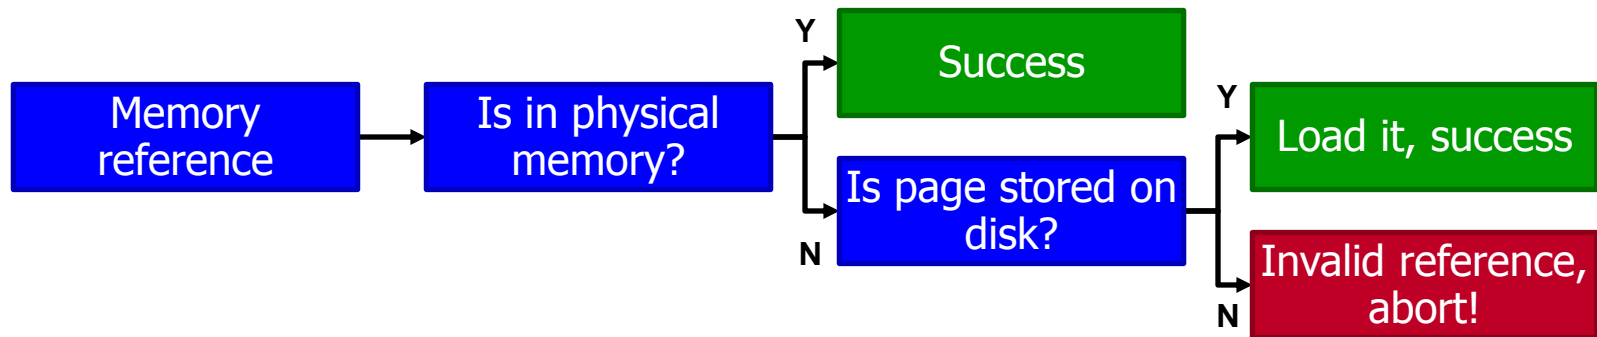 Memory
reference
Is in physical
memory?
Y
Success
N
Is page stored on
disk?
Y
Load it, success
N
Invalid reference,
abort!